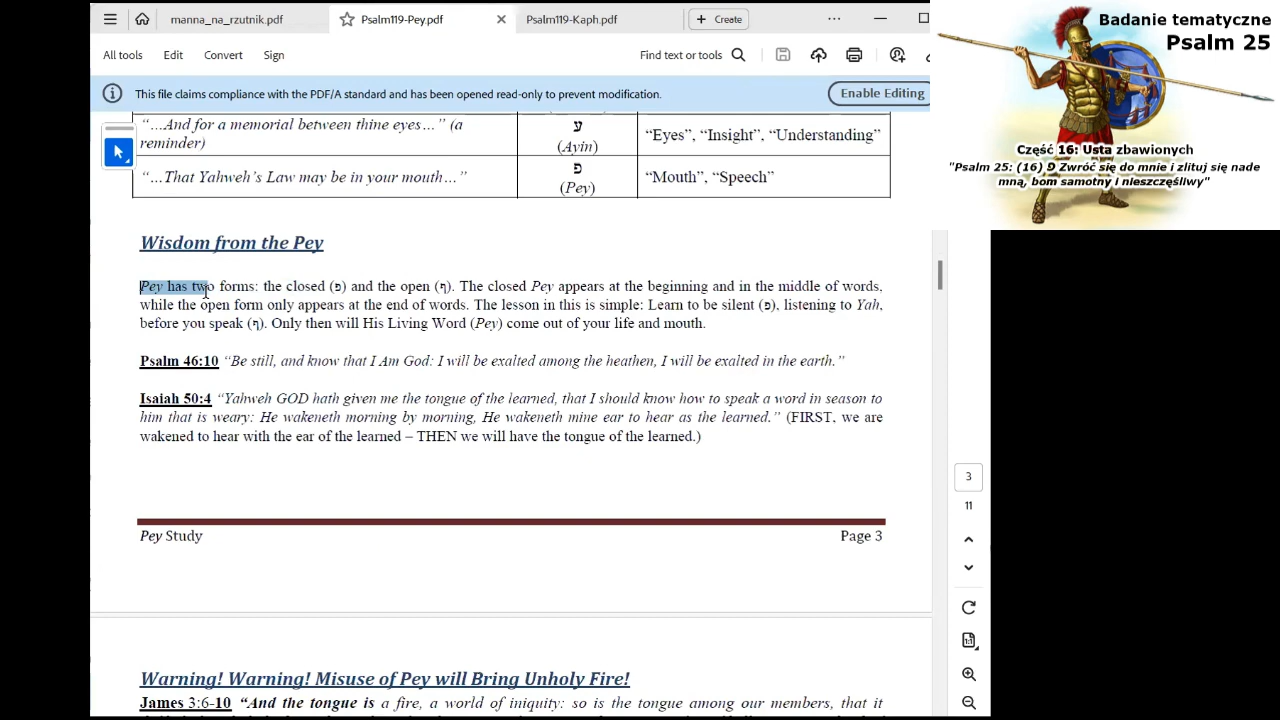 manna_na_rzutnik.pdf
Psalm119-Pey.pdf
Psalm119-Kaph.pdf
+ Create
All tools Edit Convert Sign
Find text or tools
This file claims compliance with the PDF/A standard and has been opened read-only to prevent modification.
Enable Editing
“…And for a memorial between thine eyes…” (a
reminder)
ע
(Ayin)
“Eyes”, “Insight”, “Understanding”
“…That Yahweh’s Law may be in your mouth…”
פ
(Pey)
“Mouth”, “Speech”
Wisdom from the Pey
Pey has two forms: the closed (פ) and the open (ף). The closed Pey appears at the beginning and in the middle of words,
while the open form only appears at the end of words. The lesson in this is simple: Learn to be silent (פ), listening to Yah,
before you speak (ף). Only then will His Living Word (Pey) come out of your life and mouth.
Psalm 46:10 “Be still, and know that I Am God: I will be exalted among the heathen, I will be exalted in the earth.”
Isaiah 50:4 “Yahweh GOD hath given me the tongue of the learned, that I should know how to speak a word in season to
him that is weary: He wakeneth morning by morning, He wakeneth mine ear to hear as the learned.” (FIRST, we are
wakened to hear with the ear of the learned – THEN we will have the tongue of the learned.)
Pey Study
Page 3
Warning! Warning! Misuse of Pey will Bring Unholy Fire!
James 3:6-10 “And the tongue is a fire, a world of iniquity: so is the tongue among our members, that it
3
11
Badanie tematyczne
Psalm 25
Część 16: Usta zbawionych
"Psalm 25: (16) פ Zwróć się do mnie i zlituj się nade
mną, bom samotny i nieszczęśliwy"